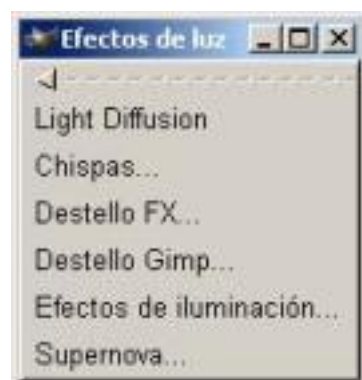 Efectos de luz
Light Diffusion
Chispas...
Destello FX...
Destello Gimp...
Efectos de iluminación...
Supernova...